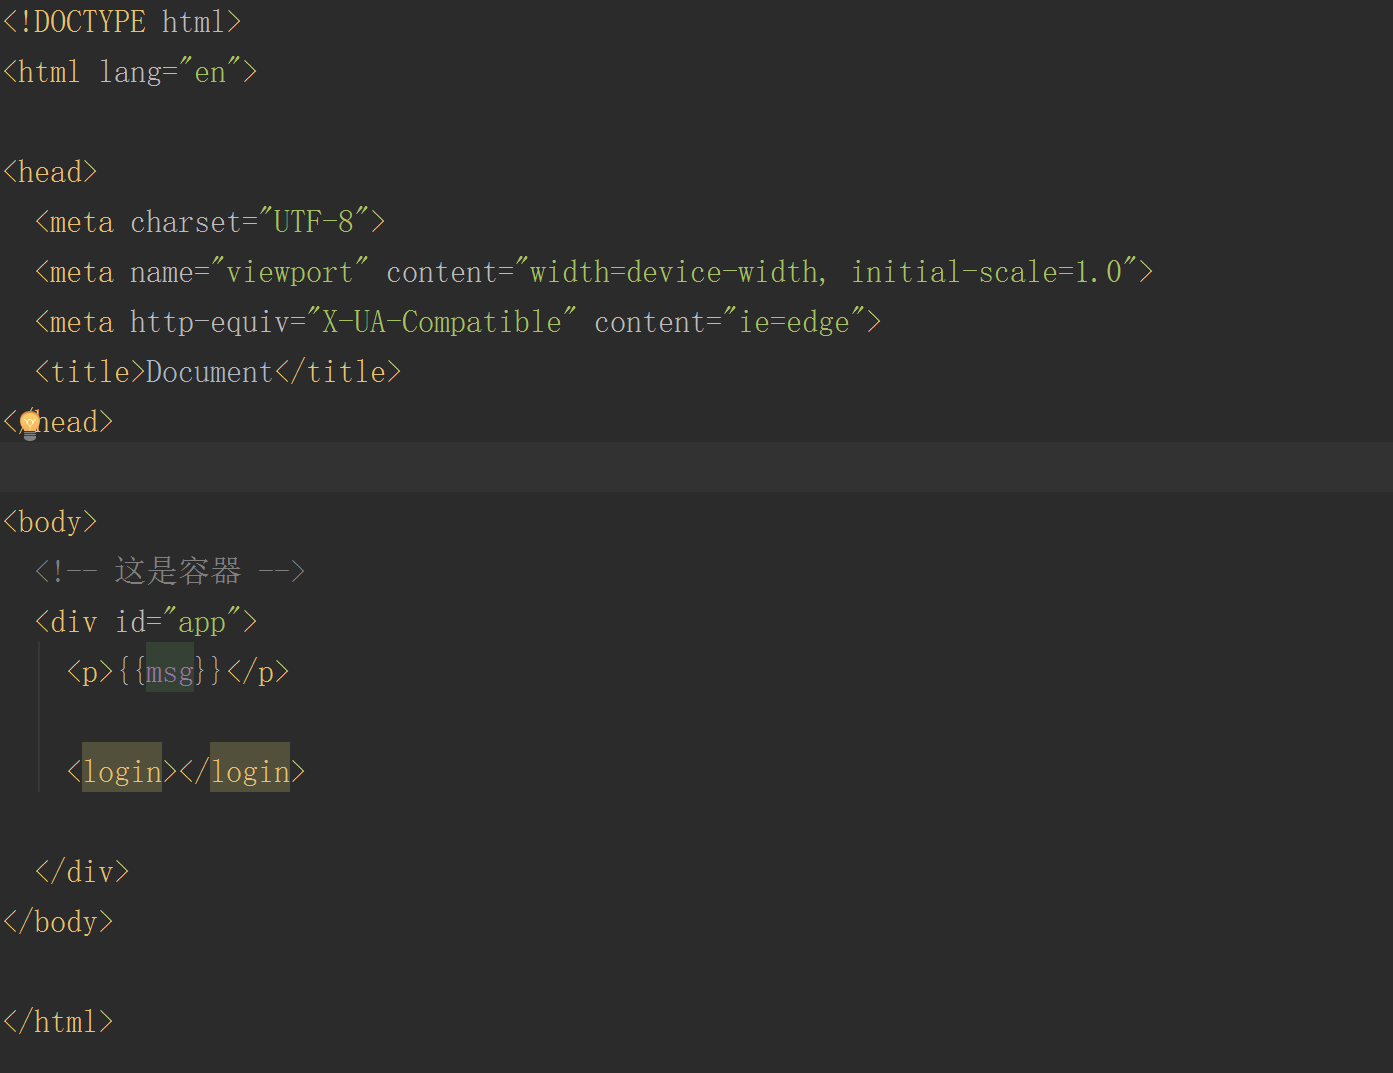 <!DOCTYPE html>
<html lang="en">
<head>
<meta charset="UTF-8">
<meta name="viewport" content="width=device-width, initial-scale=1.0">
<meta http-equiv="X-UA-Compatible" content="ie=edge">
<title>Document</title>
</head>
<body>
<!-- 这是容器 -->
<div id="app">
<p>{{msg}}</p>
<login></login>
</div>
</body>
</html>